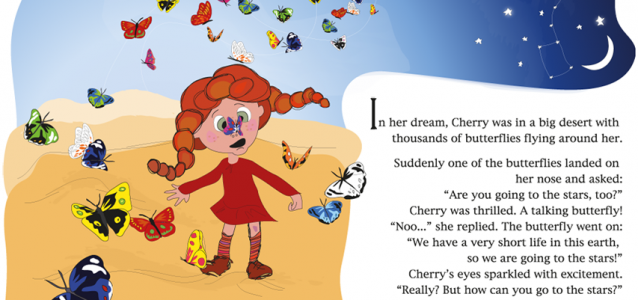 In her dream, Cherry was in a big desert with
thousands of butterflies flying around her.
Suddenly one of the butterflies landed on
her nose and asked:
“Are you going to the stars, too?”
Cherry was thrilled. A talking butterfly!
“Noo...” she replied. The butterfly went on:
“We have a very short life in this earth,
so we are going to the stars!”
Cherry’s eyes sparkled with excitement.
“Really? But how can you go to the stars?”